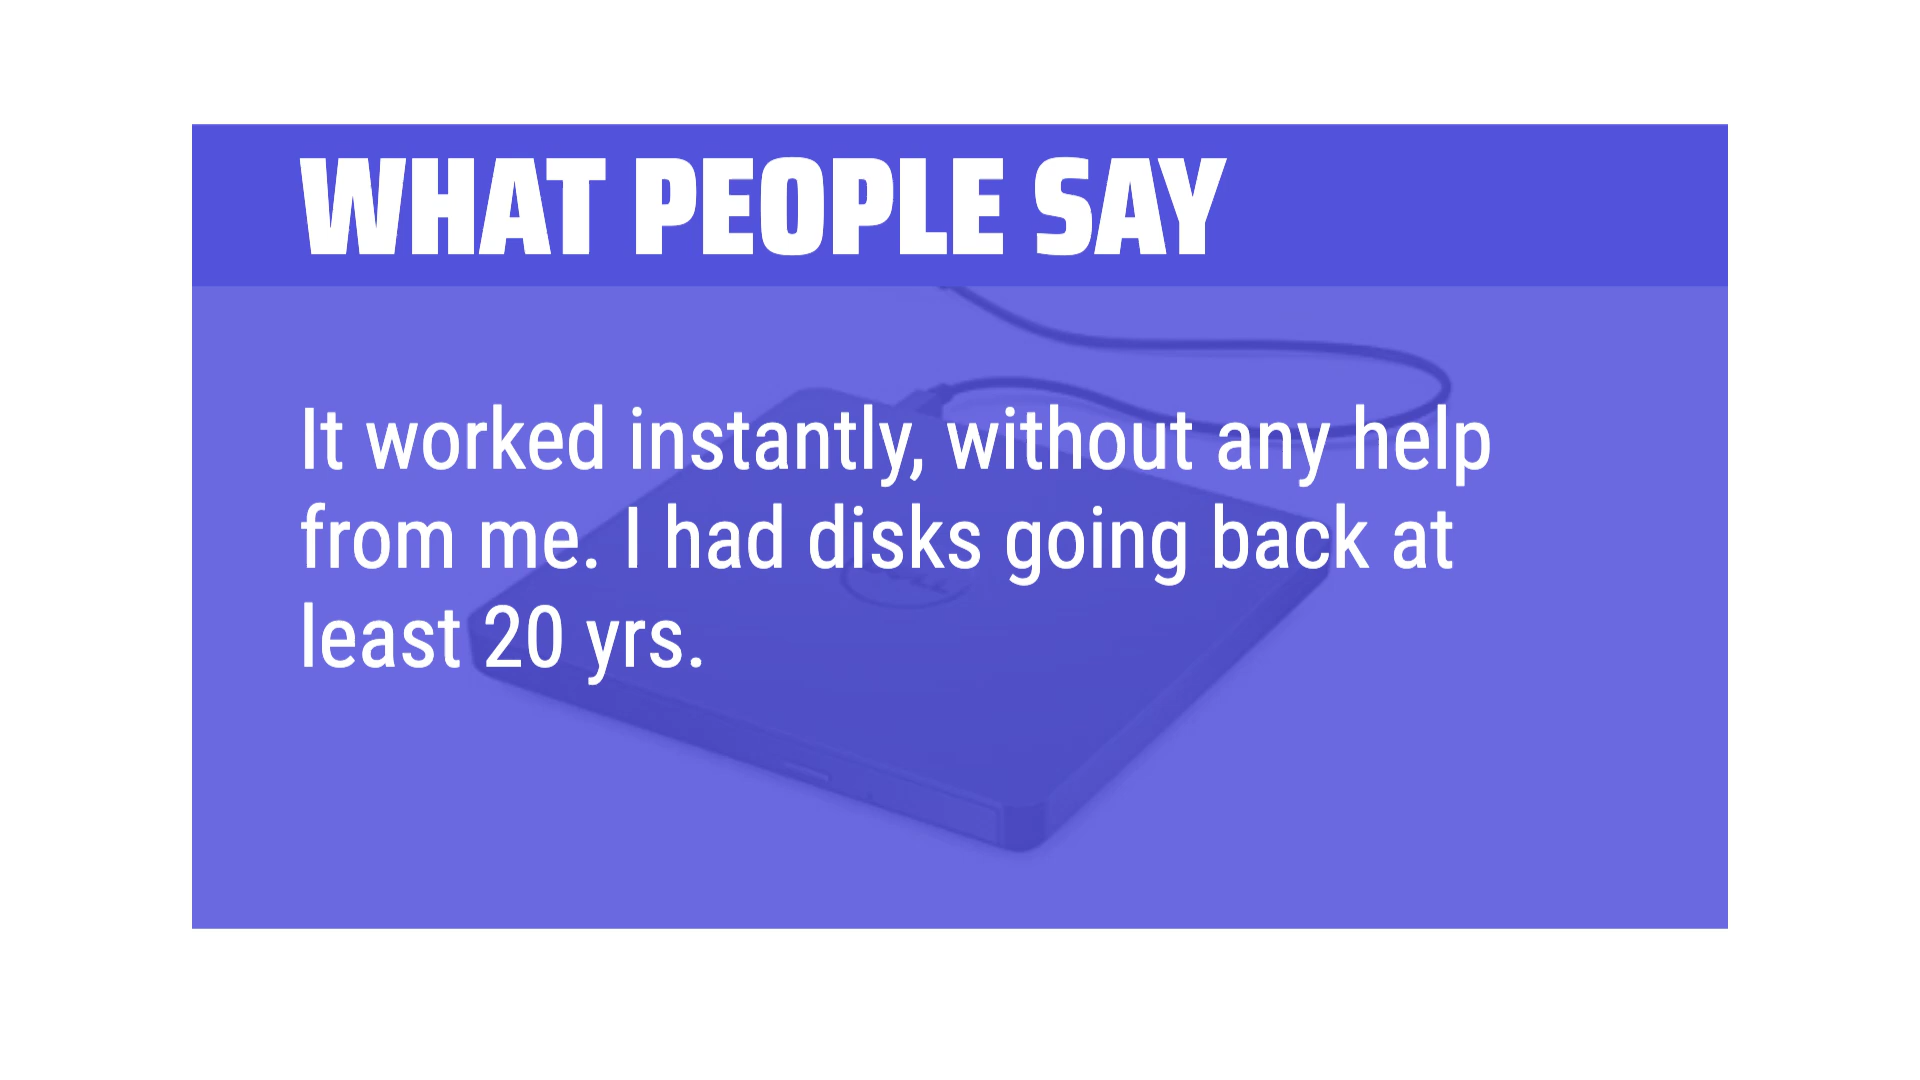 WHAT PEOPLE SAY
It worked instantly, without any help
from me. I had disks going back at
least 20 yrs.